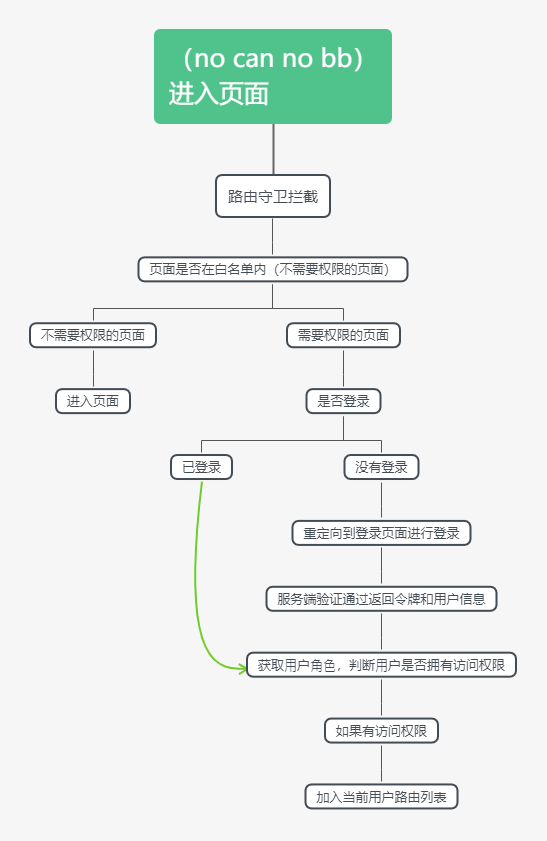 （no can no bb）
进入页面
路由守卫拦截
页面是否在白名单内（不需要权限的页面）
不需要权限的页面
需要权限的页面
进入页面
是否登录
已登录
没有登录
重定向到登录页面进行登录
服务端验证通过返回令牌和用户信息
获取用户角色，判断用户是否拥有访问权限
如果有访问权限
加入当前用户路由列表